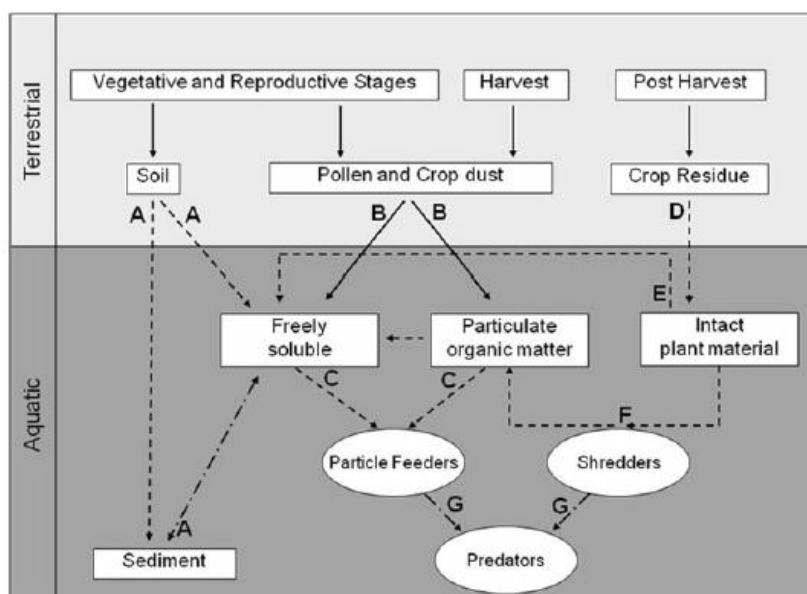 Terrestrial
Vegetative and Reproductive Stages
Harvest
Post Harvest
Soil
Pollen and Crop dust
Crop Residue
A
A
B
B
D
Aquatic
E
Freely
soluble
Particulate
organic matter
Intact
plant material
C
C
F
Particle Feeders
Shredders
G
G
A
Sediment
Predators